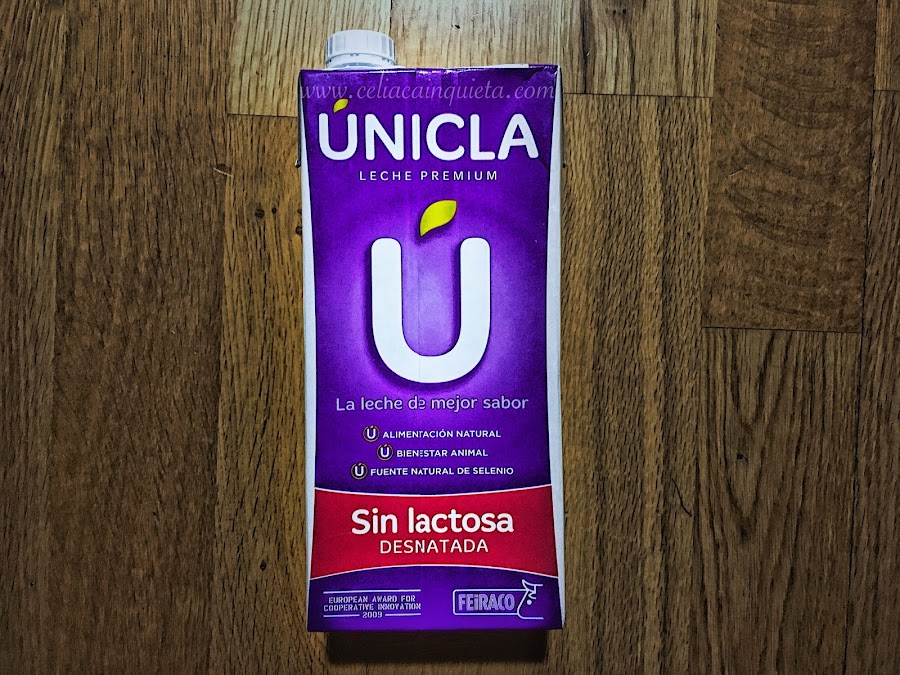 www.celiacainquieta.com
ÚNICLA
LECHE PREMIUM
Ú
La leche de mejor sabor
Ú ALIMENTACIÓN NATURAL
Ú BIENESTAR ANIMAL
Ú FUENTE NATURAL DE SELENIO
Sin lactosa
DESNATADA
EUROPEAN AWARD FOR
COOPERATIVE INNOVATION
2009
FEIRACO